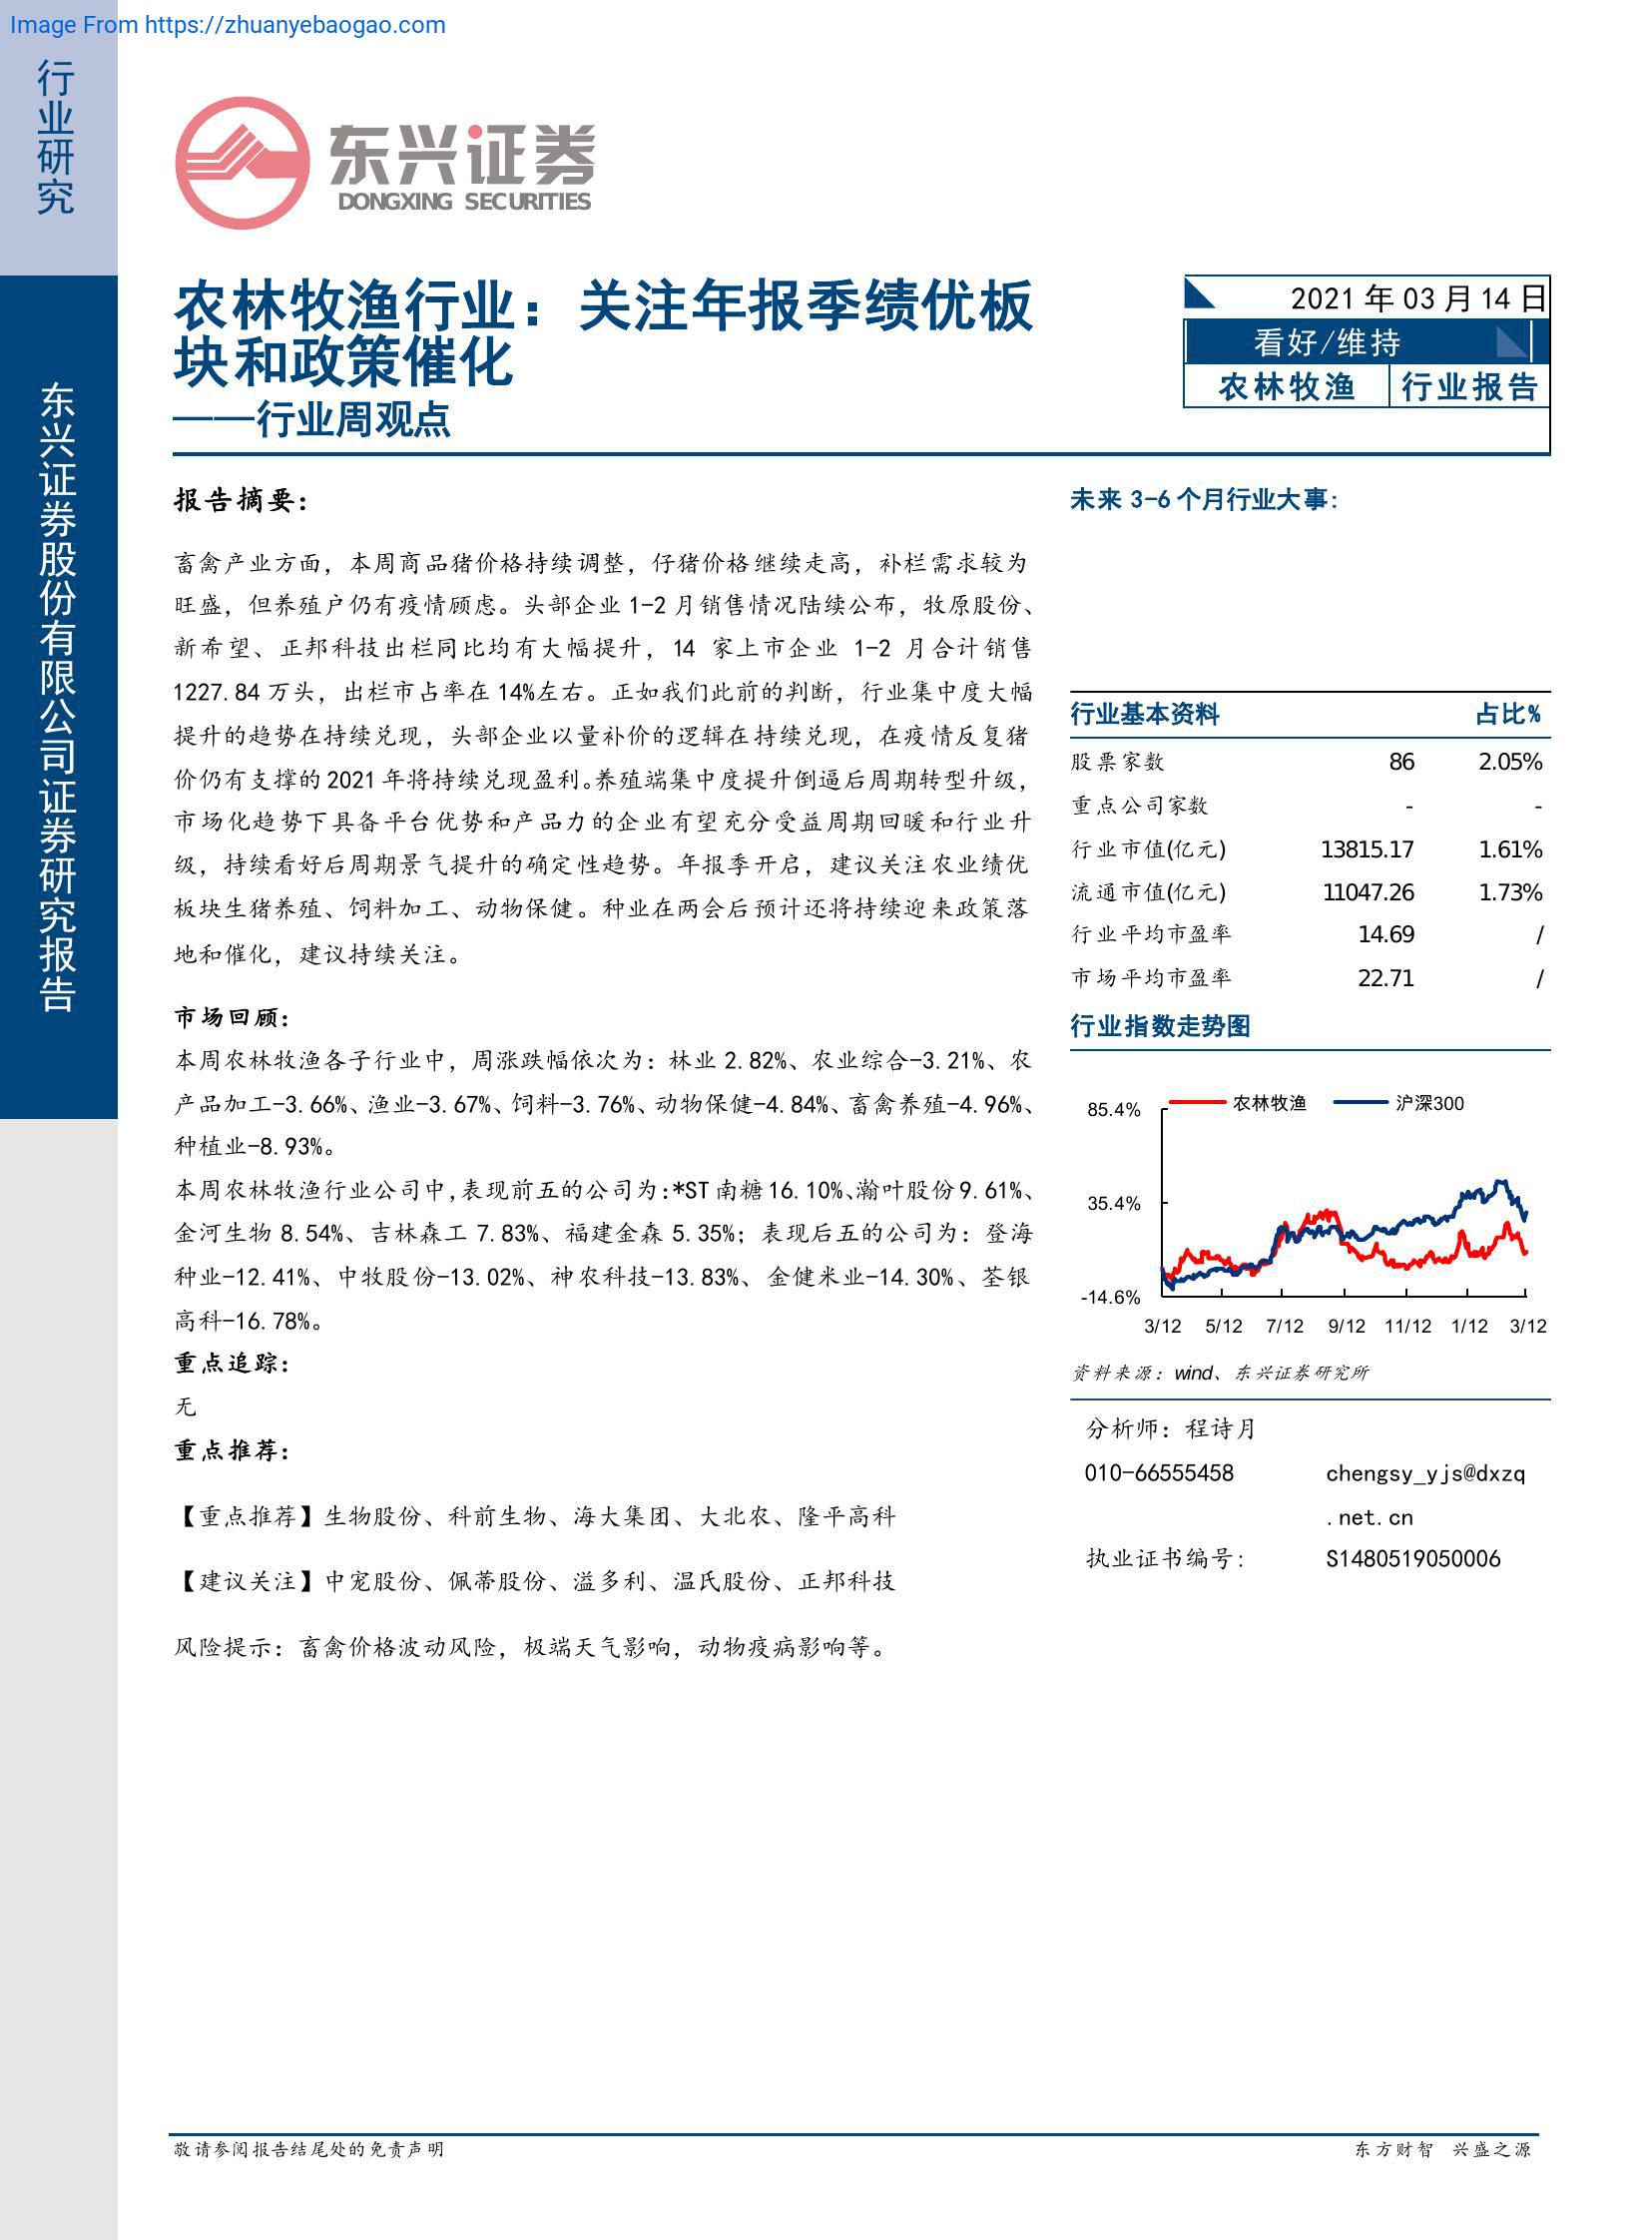 Image From https://zhuanyebaogao.com
行业研究
东兴证券股份有限公司证券研究报告
东兴证券
DONGXING SECURITIES
农林牧渔行业：关注年报季绩优板
块和政策催化
——行业周观点
2021 年 03 月 14 日
看好/维持
农林牧渔 行业报告
报告摘要：
畜禽产业方面，本周商品猪价格持续调整，仔猪价格继续走高，补栏需求较为
旺盛，但养殖户仍有疫情顾虑。头部企业 1-2 月销售情况陆续公布，牧原股份、
新希望、正邦科技出栏同比均有大幅提升，14 家上市企业 1-2 月合计销售
1227.84 万头，出栏市占率在 14%左右。正如我们此前的判断，行业集中度大幅
提升的趋势在持续兑现，头部企业以量补价的逻辑在持续兑现，在疫情反复猪
价仍有支撑的 2021 年将持续兑现盈利。养殖端集中度提升倒逼后周期转型升级，
市场化趋势下具备平台优势和产品力的企业有望充分受益周期回暖和行业升
级，持续看好后周期景气提升的确定性趋势。年报季开启，建议关注农业绩优
板块生猪养殖、饲料加工、动物保健。种业在两会后预计还将持续迎来政策落
地和催化，建议持续关注。
市场回顾：
本周农林牧渔各子行业中，周涨跌幅依次为：林业 2.82%、农业综合-3.21%、农
产品加工-3.66%、渔业-3.67%、饲料-3.76%、动物保健-4.84%、畜禽养殖-4.96%、
种植业-8.93%。
本周农林牧渔行业公司中，表现前五的公司为：*ST 南糖 16.10%、瀚叶股份 9.61%、
金河生物 8.54%、吉林森工 7.83%、福建金森 5.35%；表现后五的公司为：登海
种业-12.41%、中牧股份-13.02%、神农科技-13.83%、金健米业-14.30%、荃银
高科-16.78%。
重点追踪：
无
重点推荐：
【重点推荐】生物股份、科前生物、海大集团、大北农、隆平高科
【建议关注】中宠股份、佩蒂股份、溢多利、温氏股份、正邦科技
风险提示：畜禽价格波动风险，极端天气影响，动物疫病影响等。
未来 3-6 个月行业大事:
行业基本资料 占比%
股票家数 86 2.05%
重点公司家数 - -
行业市值(亿元) 13815.17 1.61%
流通市值(亿元) 11047.26 1.73%
行业平均市盈率 14.69 /
市场平均市盈率 22.71 /
行业指数走势图
农林牧渔 沪深300
85.4%
35.4%
-14.6%
3/12 5/12 7/12 9/12 11/12 1/12 3/12
资料来源：wind、东兴证券研究所
分析师：程诗月
010-66555458 chengsy_yjs@dxzq
.net.cn
执业证书编号: S1480519050006
敬请参阅报告结尾处的免责声明
东方财智 兴盛之源